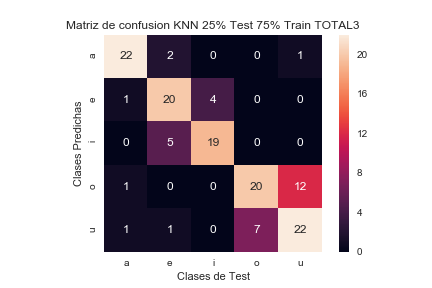 Matriz de confusion KNN 25% Test 75% Train TOTAL3
Clases Predichas
a 22 2 0 0 1
e 1 20 4 0 0
i 0 5 19 0 0
o 1 0 0 20 12
u 1 1 0 7 22
a e i o u
Clases de Test
20
16
12
8
4
0